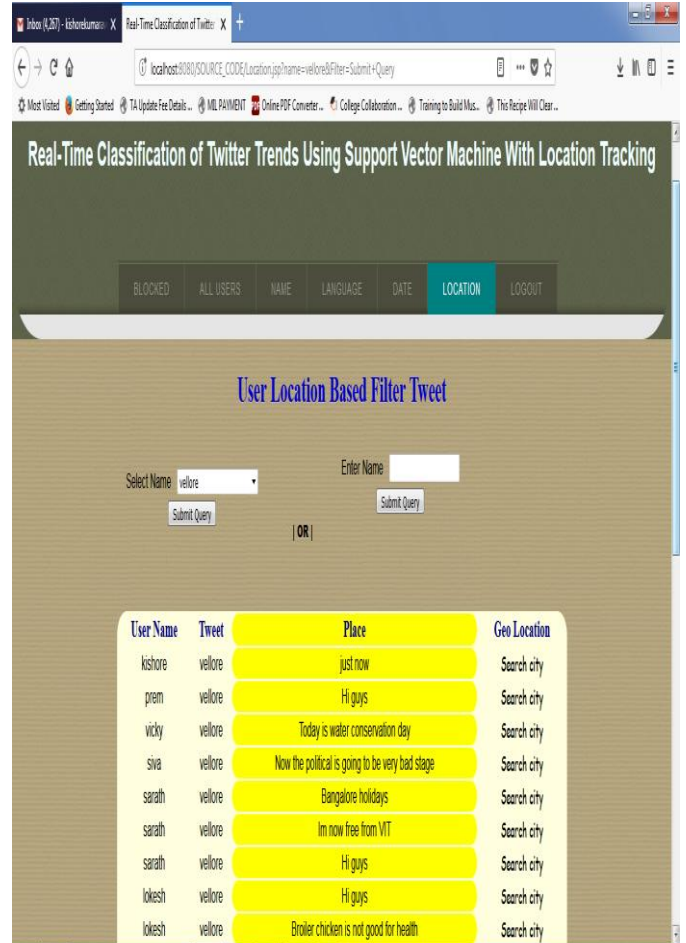 Inbox (4,267) - kishorekumara X Real-Time Classification of Twitter X +
localhost:8080/SOURCE_CODE/Location.jsp?name=vellore&Filter=Submit+Query
Most Visited Getting Started TA Update Fee Details ... MIL PAYMENT Online PDF Converter ... College Collaboration ... Training to Build Mus... This Recipe Will Clear ...
Real-Time Classification of Twitter Trends Using Support Vector Machine With Location Tracking
BLOCKED ALL USERS NAME LANGUAGE DATE LOCATION LOGOUT
User Location Based Filter Tweet
Select Name vellore Enter Name
Submit Query Submit Query
| OR |
User Name Tweet Place Geo Location
kishore vellore just now Search city
prem vellore Hi guys Search city
vicky vellore Today is water conservation day Search city
siva vellore Now the political is going to be very bad stage Search city
sarath vellore Bangalore holidays Search city
sarath vellore Im now free from VIT Search city
sarath vellore Hi guys Search city
lokesh vellore Hi guys Search city
lokesh vellore Broiler chicken is not good for health Search city